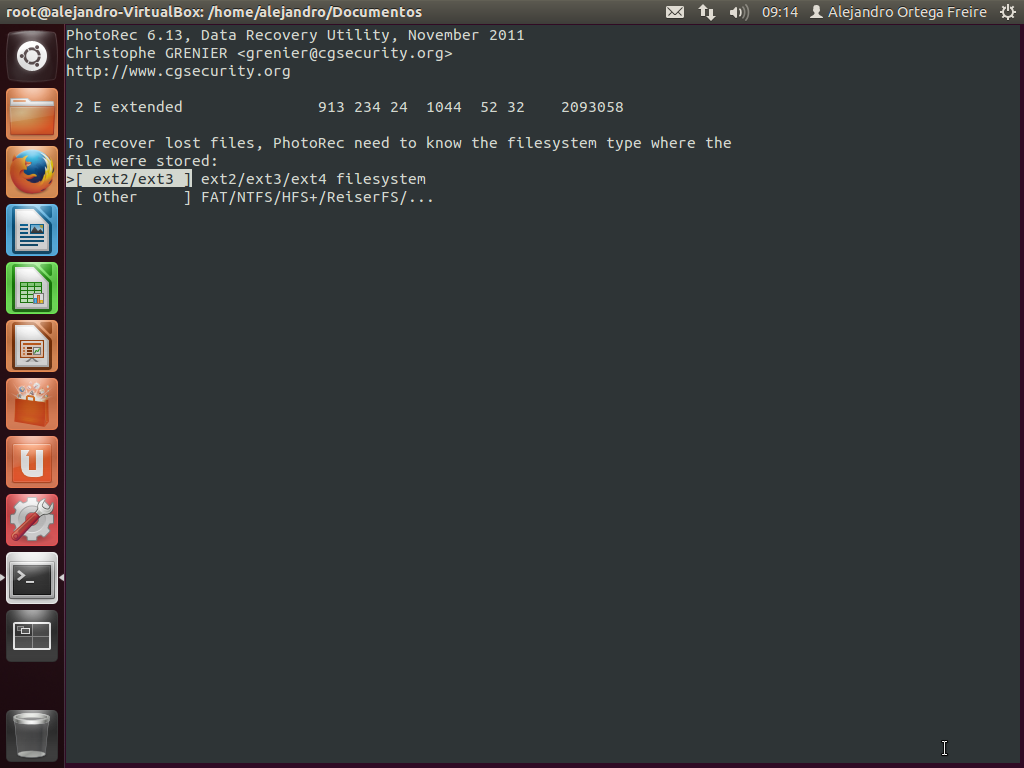 root@alejandro-VirtualBox: /home/alejandro/Documentos
09:14
Alejandro Ortega Freire
PhotoRec 6.13, Data Recovery Utility, November 2011
Christophe GRENIER <grenier@cgsecurity.org>
http://www.cgsecurity.org
2 E extended 913 234 24 1044 52 32 2093058
To recover lost files, PhotoRec need to know the filesystem type where the
file were stored:
>[ ext2/ext3 ] ext2/ext3/ext4 filesystem
[ Other ] FAT/NTFS/HFS+/ReiserFS/...